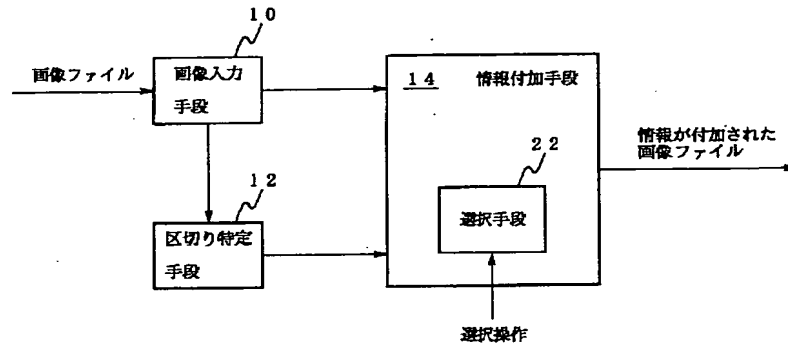 10
画像ファイル
画像入力
手段
14
情報付加手段
情報が付加された
画像ファイル
22
選択手段
12
区切り特定
手段
選択操作